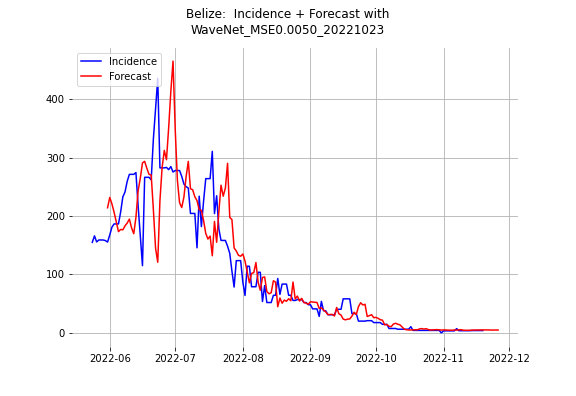 Belize:  Incidence + Forecast with
WaveNet_MSE0.0050_20221023
Incidence
Forecast
400
300
200
100
0
2022-06 2022-07 2022-08 2022-09 2022-10 2022-11 2022-12